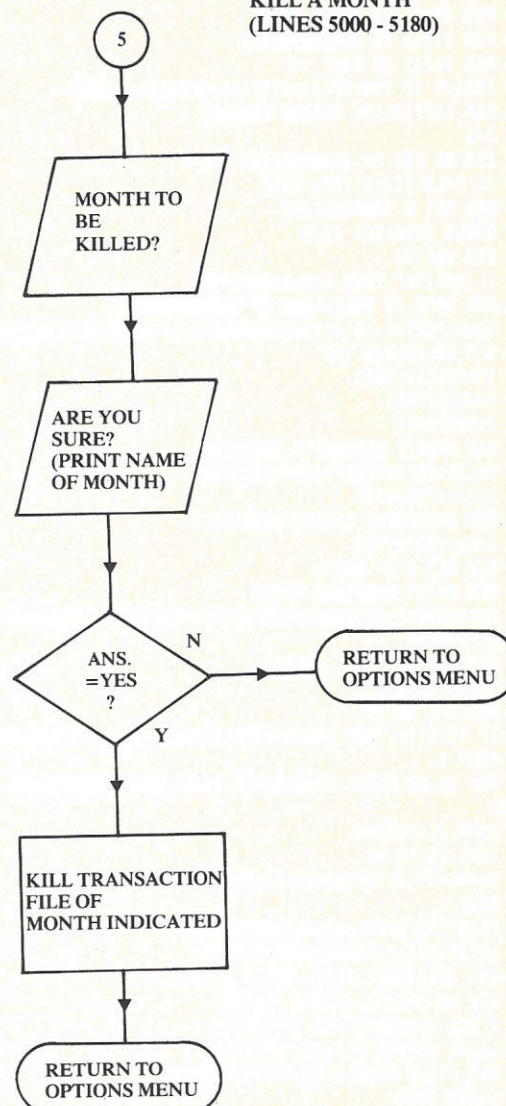 KILL A MONTH
(LINES 5000 - 5180)
5
MONTH TO
BE
KILLED?
ARE YOU
SURE?
(PRINT NAME
OF MONTH)
ANS.
=YES
?
N
RETURN TO
OPTIONS MENU
Y
KILL TRANSACTION
FILE OF
MONTH INDICATED
RETURN TO
OPTIONS MENU